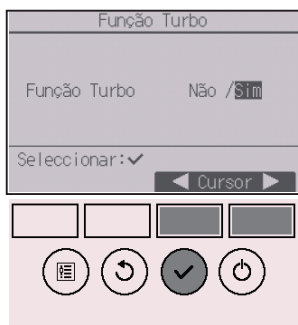 Função Turbo
Função Turbo Não /Sim
Seleccionar:✓
◀ Cursor ▶